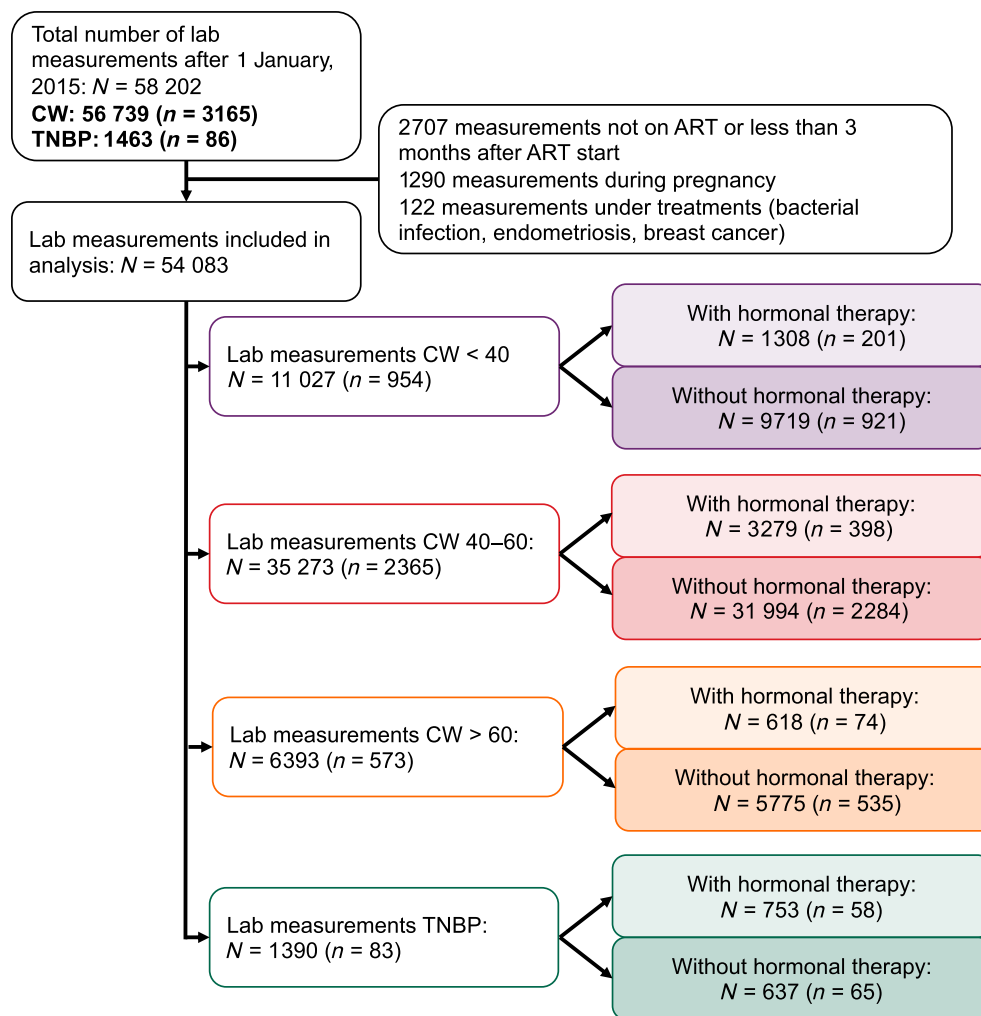 Total number of lab
measurements after 1 January,
2015: N = 58 202
CW: 56 739 (n = 3165)
TNBP: 1463 (n = 86)
2707 measurements not on ART or less than 3
months after ART start
1290 measurements during pregnancy
122 measurements under treatments (bacterial
infection, endometriosis, breast cancer)
Lab measurements included in
analysis: N = 54 083
Lab measurements CW < 40
N = 11 027 (n = 954)
With hormonal therapy:
N = 1308 (n = 201)
Without hormonal therapy:
N = 9719 (n = 921)
Lab measurements CW 40–60:
N = 35 273 (n = 2365)
With hormonal therapy:
N = 3279 (n = 398)
Without hormonal therapy:
N = 31 994 (n = 2284)
Lab measurements CW > 60:
N = 6393 (n = 573)
With hormonal therapy:
N = 618 (n = 74)
Without hormonal therapy:
N = 5775 (n = 535)
Lab measurements TNBP:
N = 1390 (n = 83)
With hormonal therapy:
N = 753 (n = 58)
Without hormonal therapy:
N = 637 (n = 65)